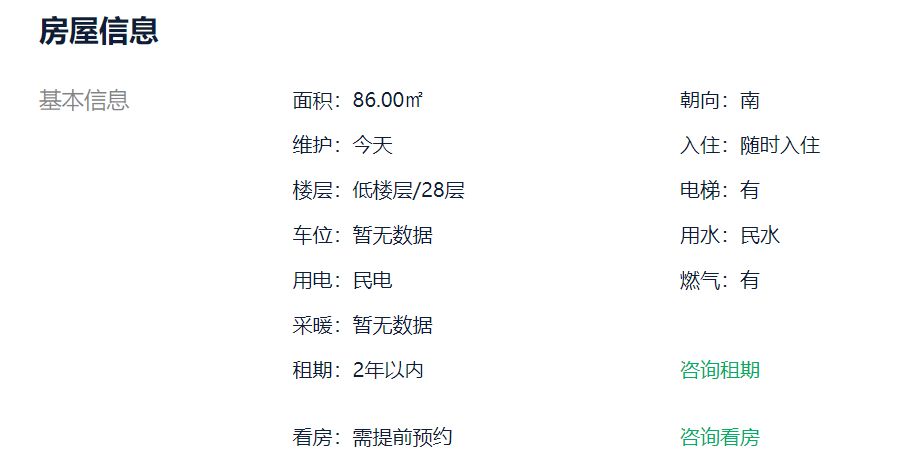 房屋信息
基本信息
面积：86.00㎡ 朝向：南
维护：今天 入住：随时入住
楼层：低楼层/28层 电梯：有
车位：暂无数据 用水：民水
用电：民电 燃气：有
采暖：暂无数据
租期：2年以内 咨询租期
看房：需提前预约 咨询看房